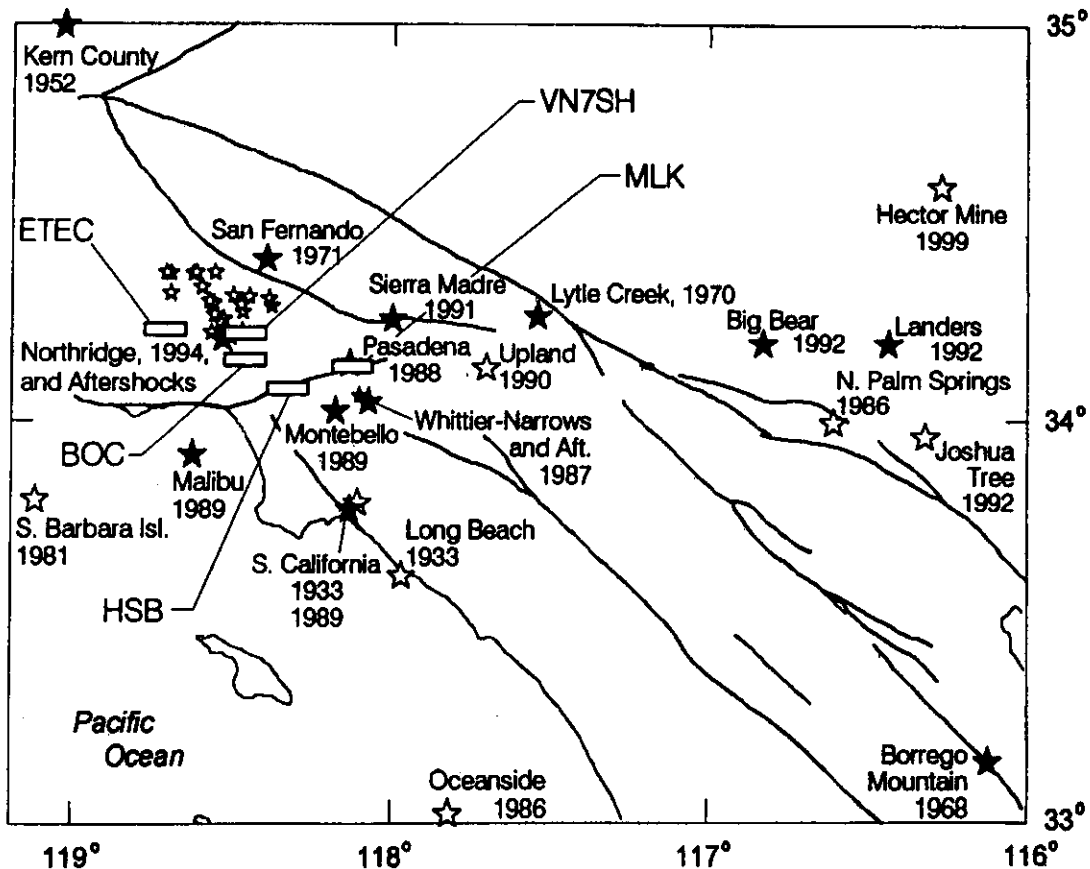 35°
Kern County
1952
VN7SH
MLK
ETEC
San Fernando
1971
Hector Mine
1999
Sierra Madre
1991
Lytle Creek, 1970
Big Bear
1992
Landers
1992
Northridge, 1994,
and Aftershocks
Pasadena
1988
Upland
1990
N. Palm Springs
1986
34°
BOC
Montebello
1989
Whittier-Narrows
and Aft.
1987
Joshua
Tree
1992
Malibu
1989
S. Barbara Isl.
1981
Long Beach
1933
S. California
1933
1989
HSB
Pacific
Ocean
Oceanside
1986
Borrego
Mountain
1968
33°
119°
118°
117°
116°